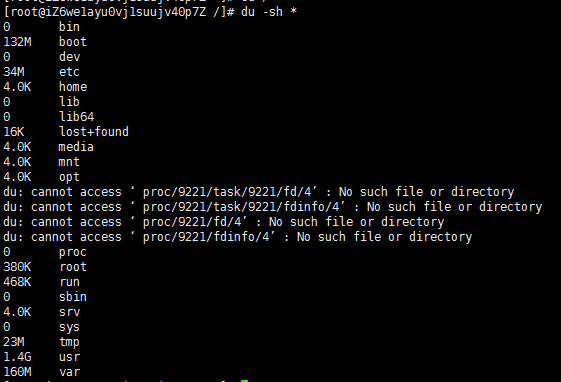 [root@iZ6we1ayu0vj1suujv40p7Z /]# du -sh *
0 bin
132M boot
0 dev
34M etc
4.0K home
0 lib
0 lib64
16K lost+found
4.0K media
4.0K mnt
4.0K opt
du: cannot access ‘ proc/9221/task/9221/fd/4’ : No such file or directory
du: cannot access ‘ proc/9221/task/9221/fdinfo/4’ : No such file or directory
du: cannot access ‘ proc/9221/fd/4’ : No such file or directory
du: cannot access ‘ proc/9221/fdinfo/4’ : No such file or directory
0 proc
380K root
468K run
0 sbin
4.0K srv
0 sys
23M tmp
1.4G usr
160M var